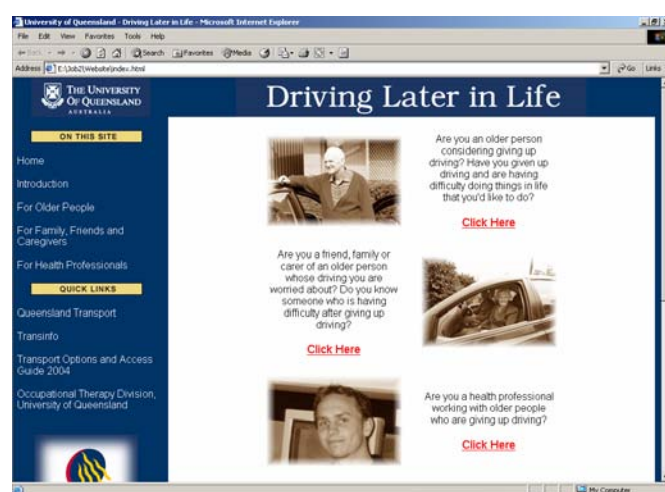 University of Queensland - Driving Later in Life - Microsoft Internet Explorer
File Edit View Favorites Tools Help
Back Search Favorites Media
Address E:\Job2\Website\index.html Go Links
THE UNIVERSITY
OF QUEENSLAND
AUSTRALIA
Driving Later in Life
ON THIS SITE
Home
Introduction
For Older People
For Family, Friends and
Caregivers
For Health Professionals
QUICK LINKS
Queensland Transport
Transinfo
Transport Options and Access
Guide 2004
Occupational Therapy Division,
University of Queensland
Are you an older person
considering giving up
driving? Have you given up
driving and are having
difficulty doing things in life
that you'd like to do?
Click Here
Are you a friend, family or
carer of an older person
whose driving you are
worried about? Do you know
someone who is having
difficulty after giving up
driving?
Click Here
Are you a health professional
working with older people
who are giving up driving?
Click Here
My Computer